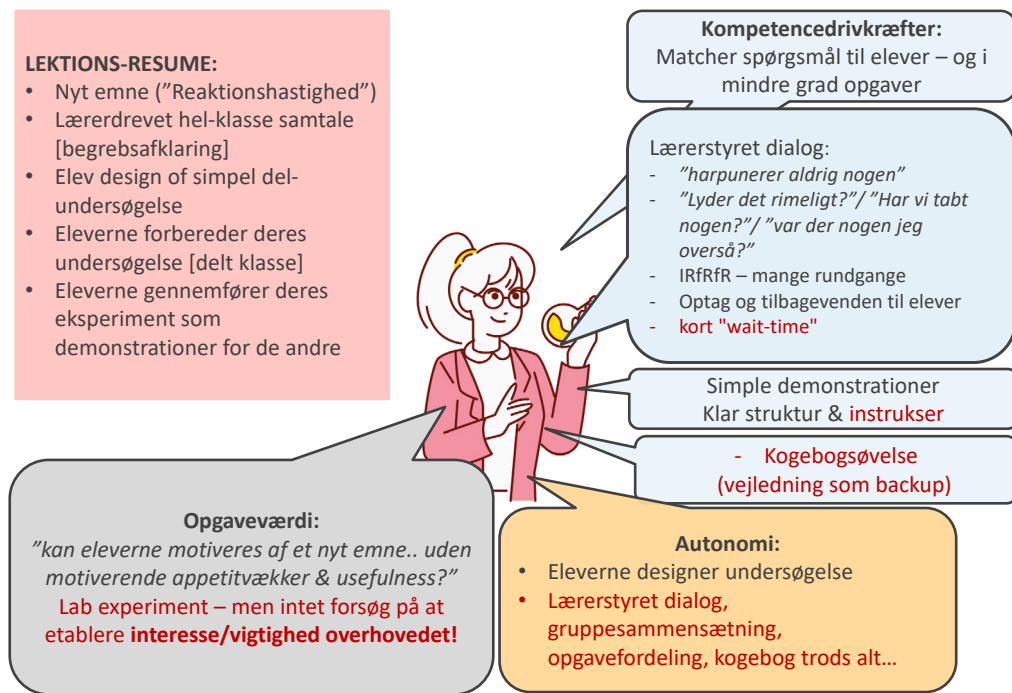 LEKTIONS-RESUME:
• Nyt emne ("Reaktionshastighed")
• Lærerdrevet hel-klasse samtale
[begrebsafklaring]
• Elev design of simpel del-
undersøgelse
• Eleverne forbereder deres
undersøgelse [delt klasse]
• Eleverne gennemfører deres
eksperiment som
demonstrationer for de andre
Kompetencedrivkræfter:
Matcher spørgsmål til elever – og i
mindre grad opgaver
Lærerstyret dialog:
- ”harpunerer aldrig nogen”
- ”Lyder det rimeligt?”/ ”Har vi tabt
nogen?”/ ”var der nogen jeg
overså?”
- IRfRfR – mange rundgange
- Optag og tilbagevenden til elever
- kort "wait-time"
Simple demonstrationer
Klar struktur & instrukser
- Kogebogsøvelse
(vejledning som backup)
Opgaveværdi:
”kan eleverne motiveres af et nyt emne.. uden
motiverende appetitvækker & usefulness?”
Lab experiment – men intet forsøg på at
etablere interesse/vigtighed overhovedet!
Autonomi:
• Eleverne designer undersøgelse
• Lærerstyret dialog,
gruppesammensætning,
opgavefordeling, kogebog trods alt…